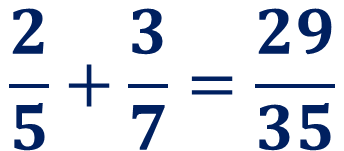 2/5 + 3/7 = 29/35